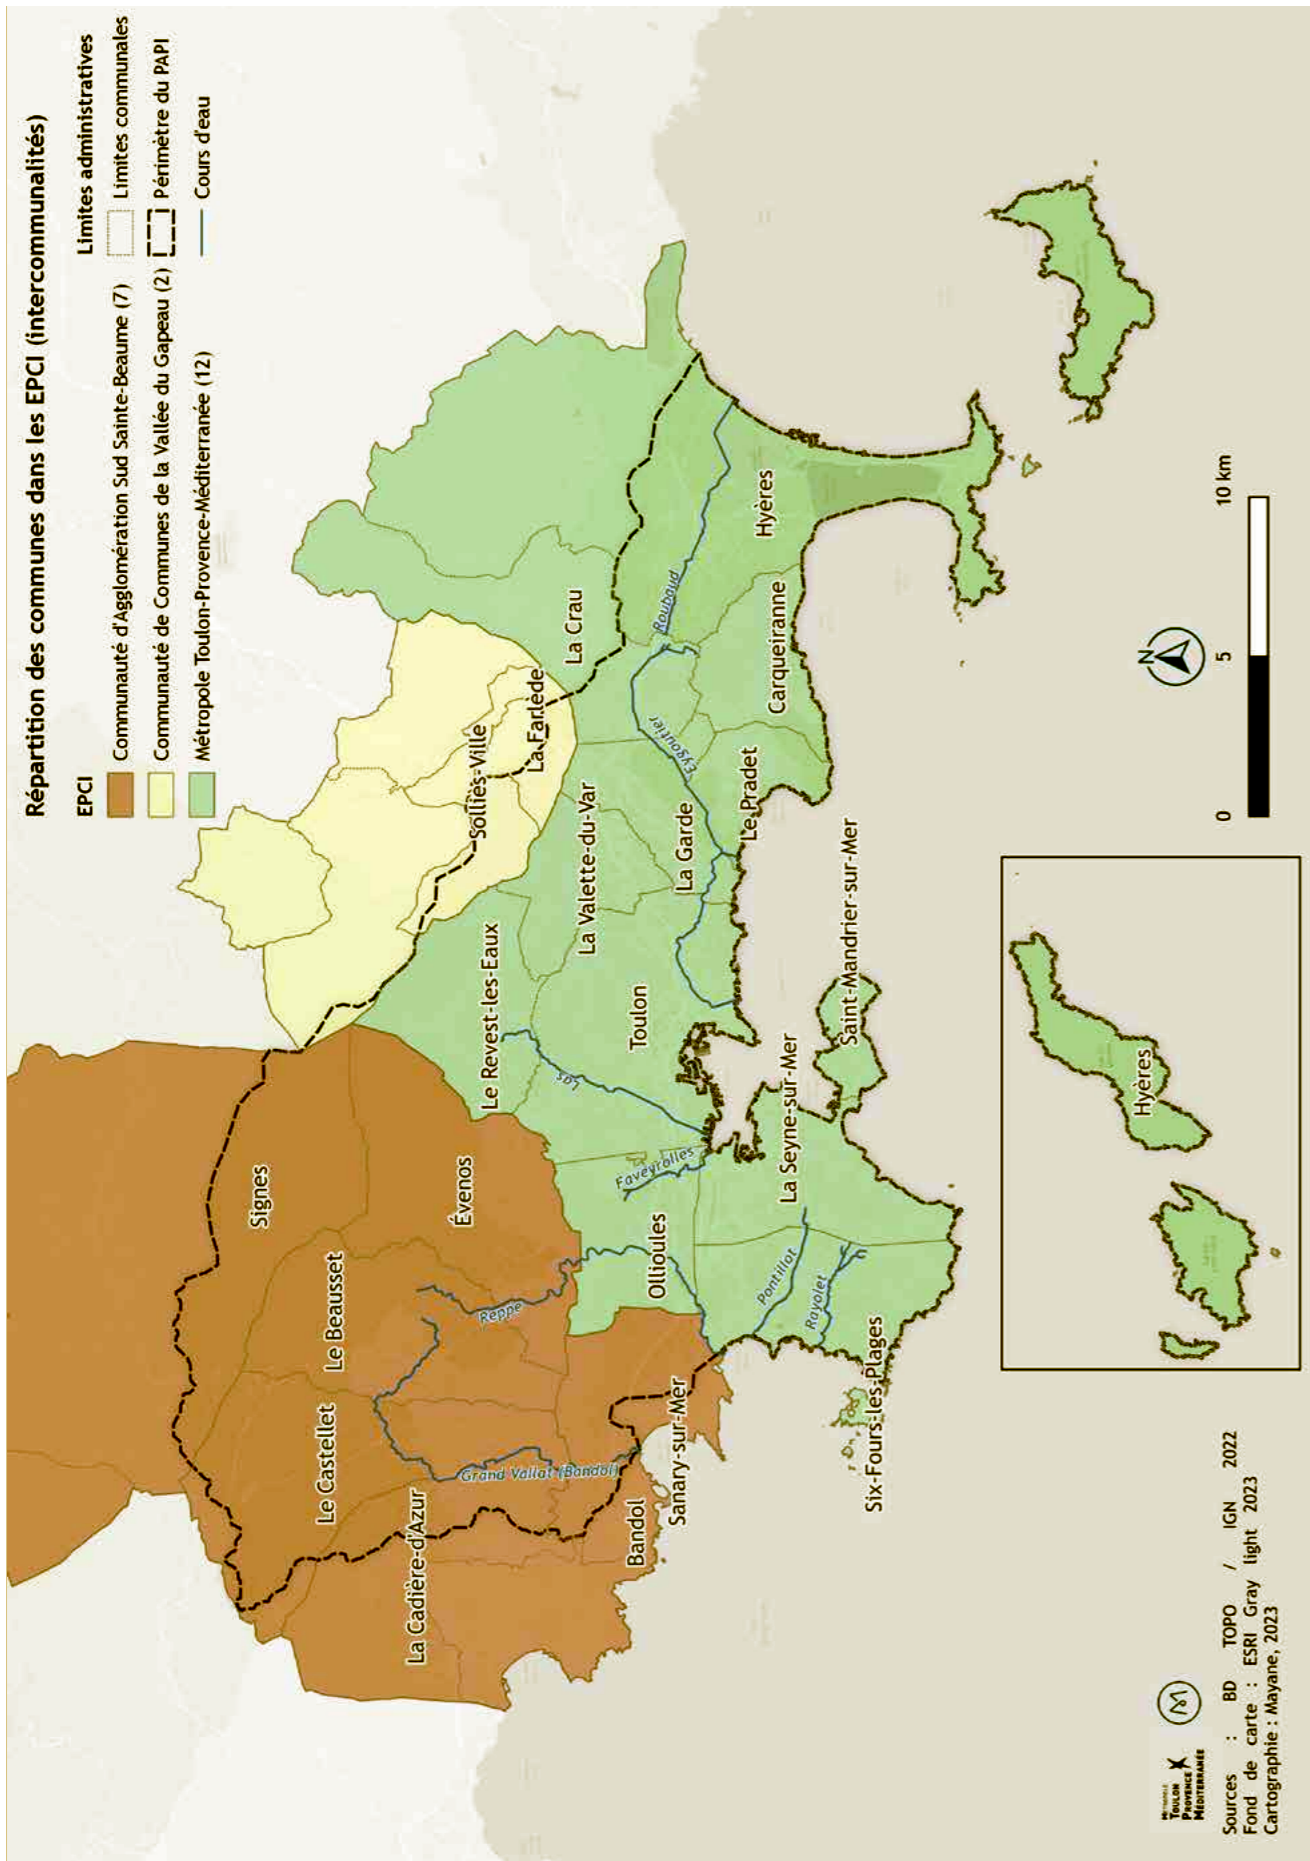 Répartition des communes dans les EPCI (intercommunalités)
EPCI
Communauté d'Agglomération Sud Sainte-Beaume (7)
Communauté de Communes de la Vallée du Gapeau (2)
Métropole Toulon-Provence-Méditerranée (12)
Limites administratives
Limites communales
Périmètre du PAPI
Cours d'eau
Signes
Le Beausset
Le Castellet
La Cadière-d'Azur
Évenos
Le Revest-les-Eaux
Solliès-Ville
La Farlède
La Crau
Reppe
Grand Vallat (Bandol)
Las
La Valette-du-Var
Bandol
Sanary-sur-Mer
Ollioules
Faveyrolles
Toulon
La Garde
Eygoutier
Roubaud
Hyères
Le Pradet
Carqueiranne
Pontillot
Rayolet
La Seyne-sur-Mer
Saint-Mandrier-sur-Mer
Six-Fours-les-Plages
Hyères
N
0 5 10 km
TOULON
PROVENCE
MÉDITERRANÉE
Sources : BD TOPO / IGN 2022
Fond de carte : ESRI Gray light 2023
Cartographie : Mayane, 2023